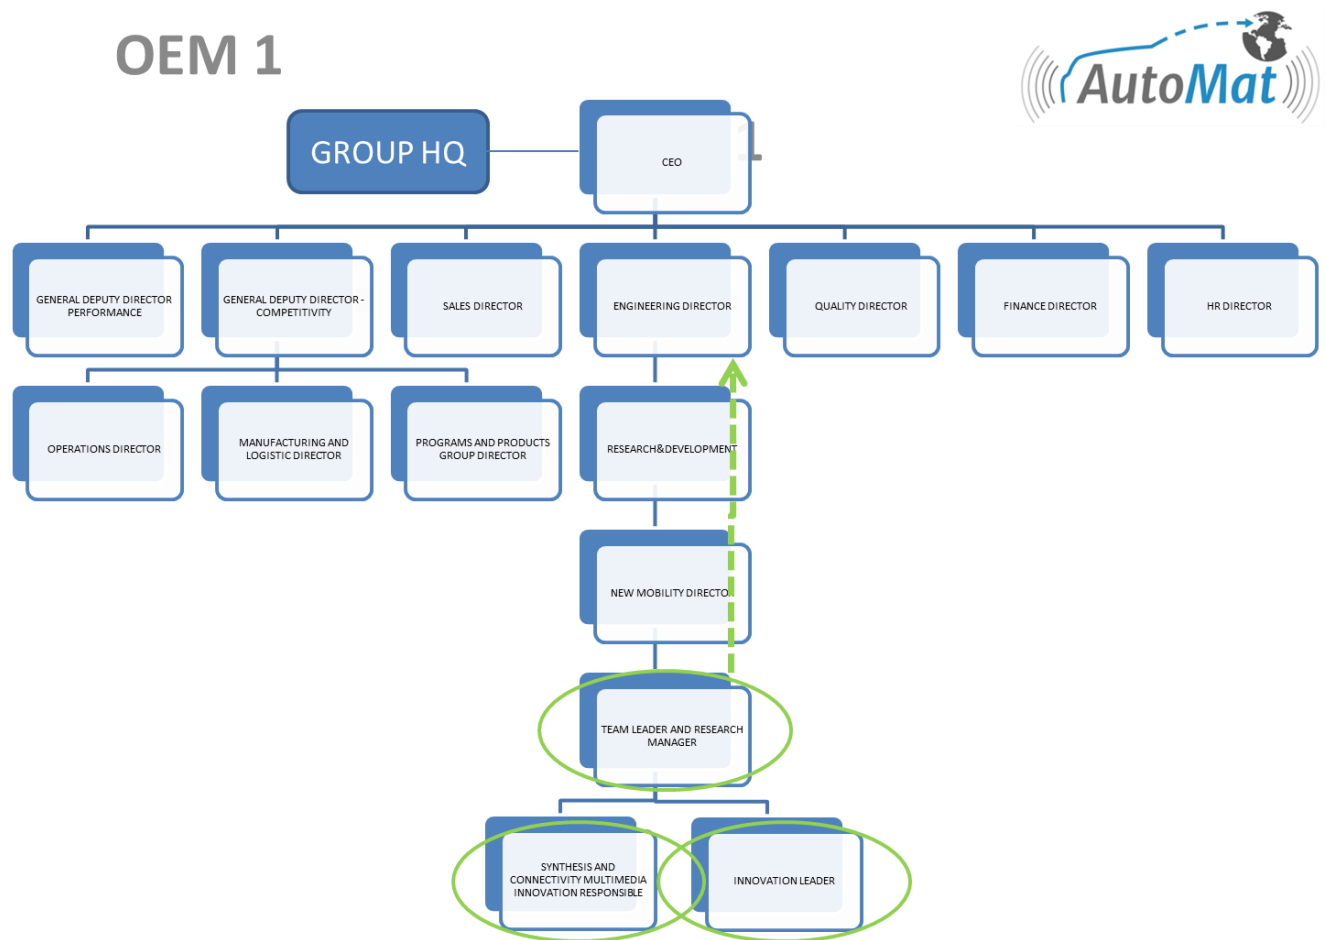 OEM 1
AutoMat
GROUP HQ
CEO
1
GENERAL DEPUTY DIRECTOR
PERFORMANCE
GENERAL DEPUTY DIRECTOR -
COMPETITIVITY
SALES DIRECTOR
ENGINEERING DIRECTOR
QUALITY DIRECTOR
FINANCE DIRECTOR
HR DIRECTOR
OPERATIONS DIRECTOR
MANUFACTURING AND
LOGISTIC DIRECTOR
PROGRAMS AND PRODUCTS
GROUP DIRECTOR
RESEARCH&DEVELOPMENT
NEW MOBILITY DIRECTOR
TEAM LEADER AND RESEARCH
MANAGER
SYNTHESIS AND
CONNECTIVITY MULTIMEDIA
INNOVATION RESPONSIBLE
INNOVATION LEADER